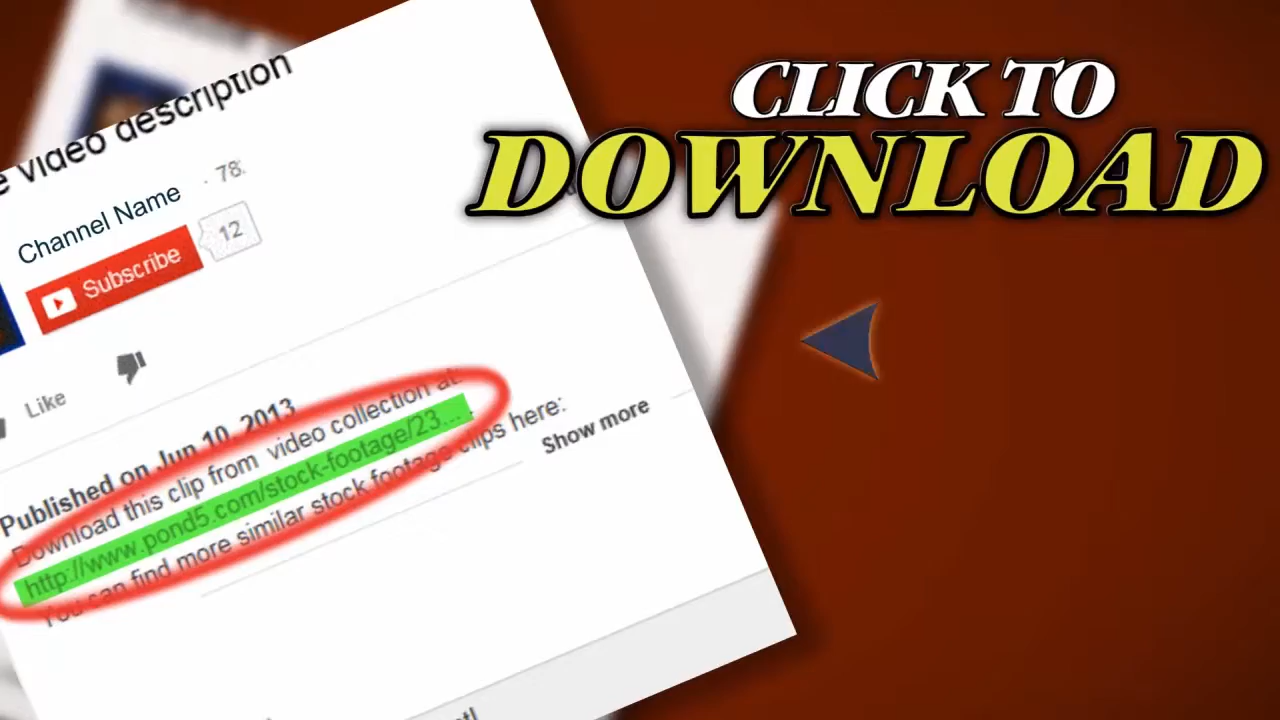 CLICK TO
DOWNLOAD
video description
Channel Name
78
Subscribe
12
Like
Published on Jun 10, 2013
Download this clip from video collection at:
http://www.pond5.com/stock-footage/23...
You can find more similar stock footage clips here:
Show more